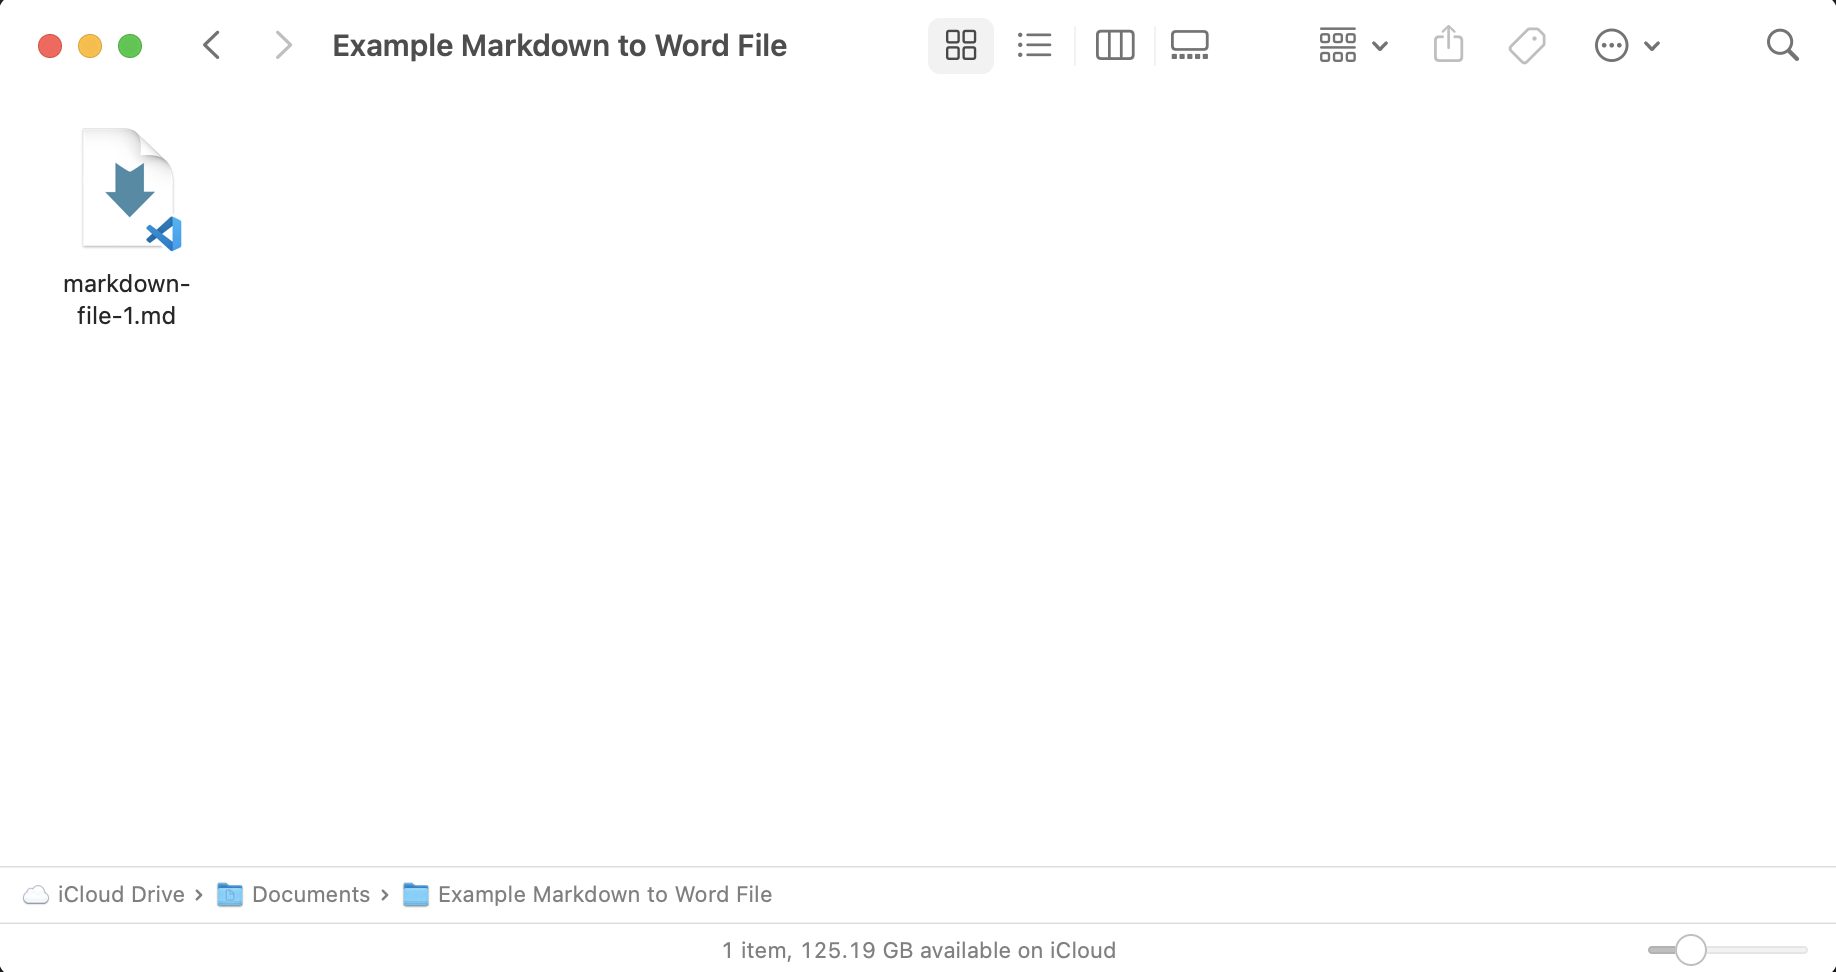 Example Markdown to Word File
markdown-
file-1.md
iCloud Drive › Documents › Example Markdown to Word File
1 item, 125.19 GB available on iCloud